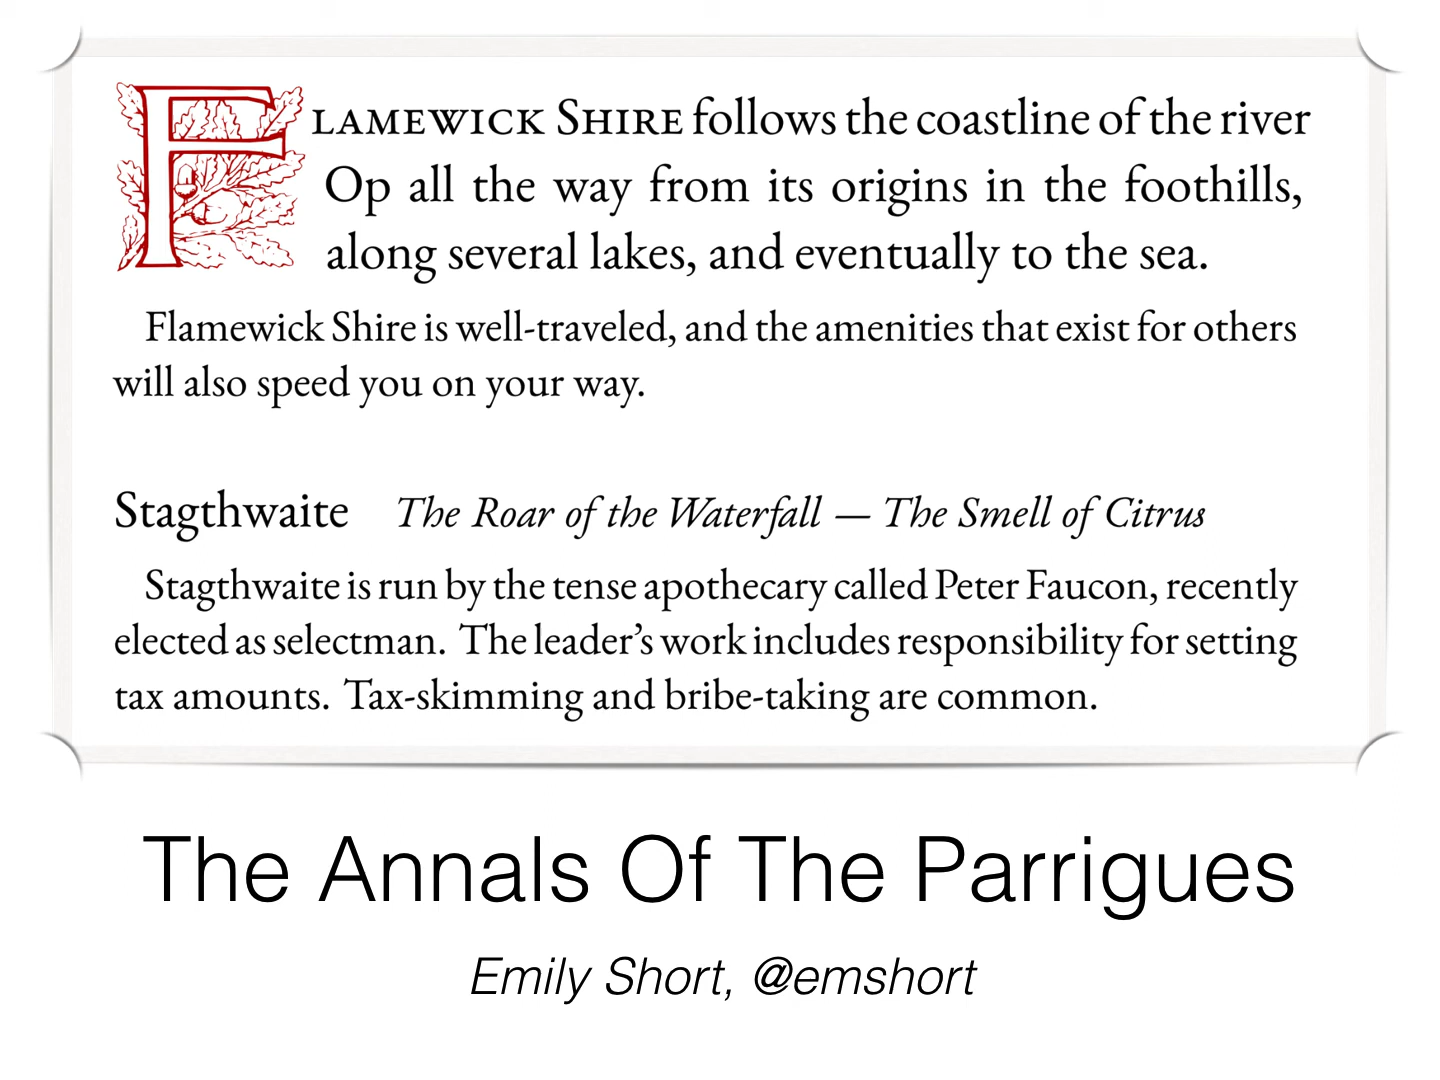 FLAMEWICK SHIRE follows the coastline of the river
Op all the way from its origins in the foothills,
along several lakes, and eventually to the sea.
Flamewick Shire is well-traveled, and the amenities that exist for others
will also speed you on your way.
Stagthwaite The Roar of the Waterfall — The Smell of Citrus
Stagthwaite is run by the tense apothecary called Peter Faucon, recently
elected as selectman. The leader’s work includes responsibility for setting
tax amounts. Tax-skimming and bribe-taking are common.
The Annals Of The Parrigues
Emily Short, @emshort